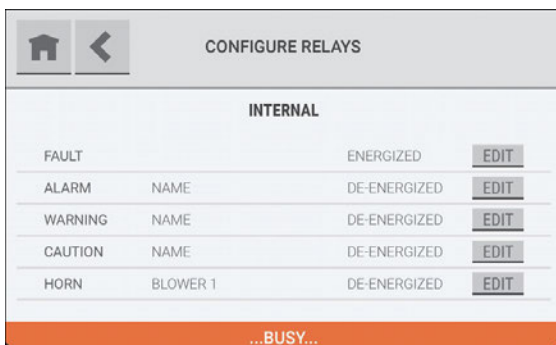 CONFIGURE RELAYS
INTERNAL
FAULT ENERGIZED EDIT
ALARM NAME DE-ENERGIZED EDIT
WARNING NAME DE-ENERGIZED EDIT
CAUTION NAME DE-ENERGIZED EDIT
HORN BLOWER 1 DE-ENERGIZED EDIT
...BUSY...